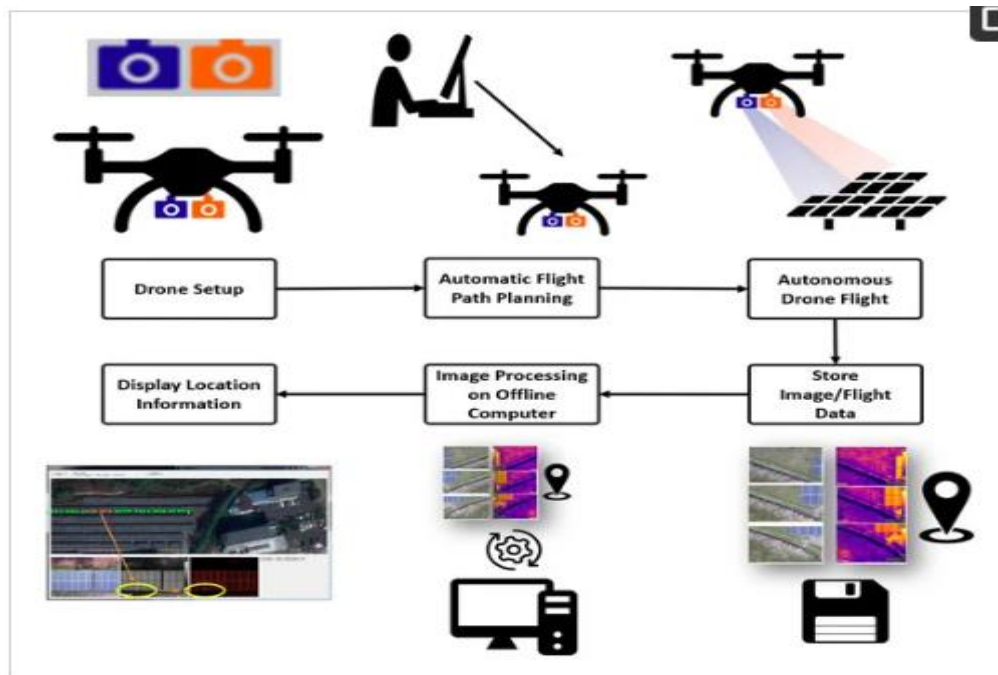 Drone Setup
Automatic Flight
Path Planning
Autonomous
Drone Flight
Display Location
Information
Image Processing
on Offline
Computer
Store
Image/Flight
Data